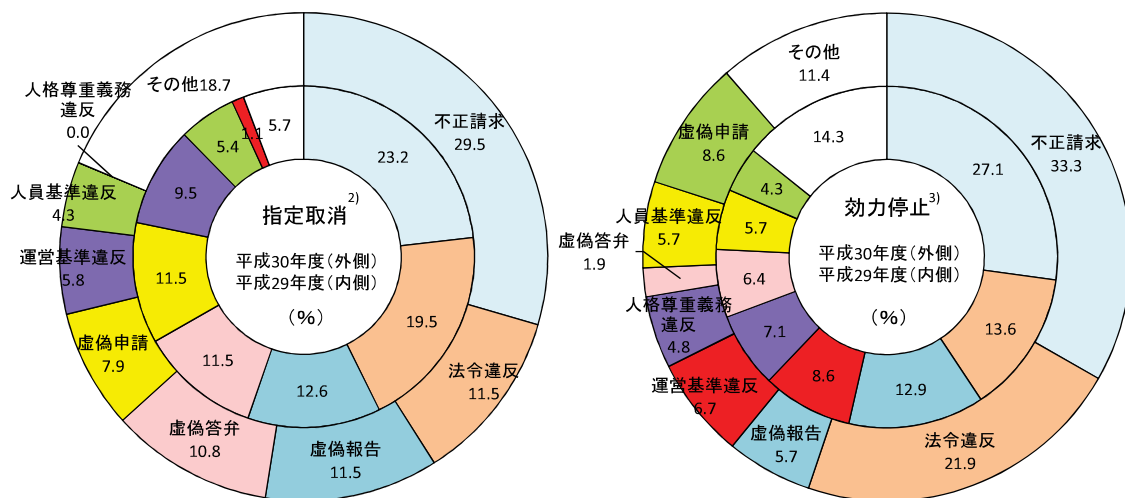 その他18.7
人格尊重義務
違反
0.0
人員基準違反
4.3
運営基準違反
5.8
虚偽申請
7.9
虚偽答弁
10.8
虚偽報告
11.5
法令違反
11.5
不正請求
29.5
5.7
1.1
5.4
9.5
11.5
11.5
12.6
19.5
23.2
指定取消2)
平成30年度(外側)
平成29年度(内側)
(%)
その他
11.4
虚偽申請
8.6
人員基準違反
5.7
虚偽答弁
1.9
人格尊重義務
違反
4.8
運営基準違反
6.7
虚偽報告
5.7
法令違反
21.9
不正請求
33.3
14.3
4.3
5.7
6.4
7.1
8.6
12.9
13.6
27.1
効力停止3)
平成30年度(外側)
平成29年度(内側)
(%)